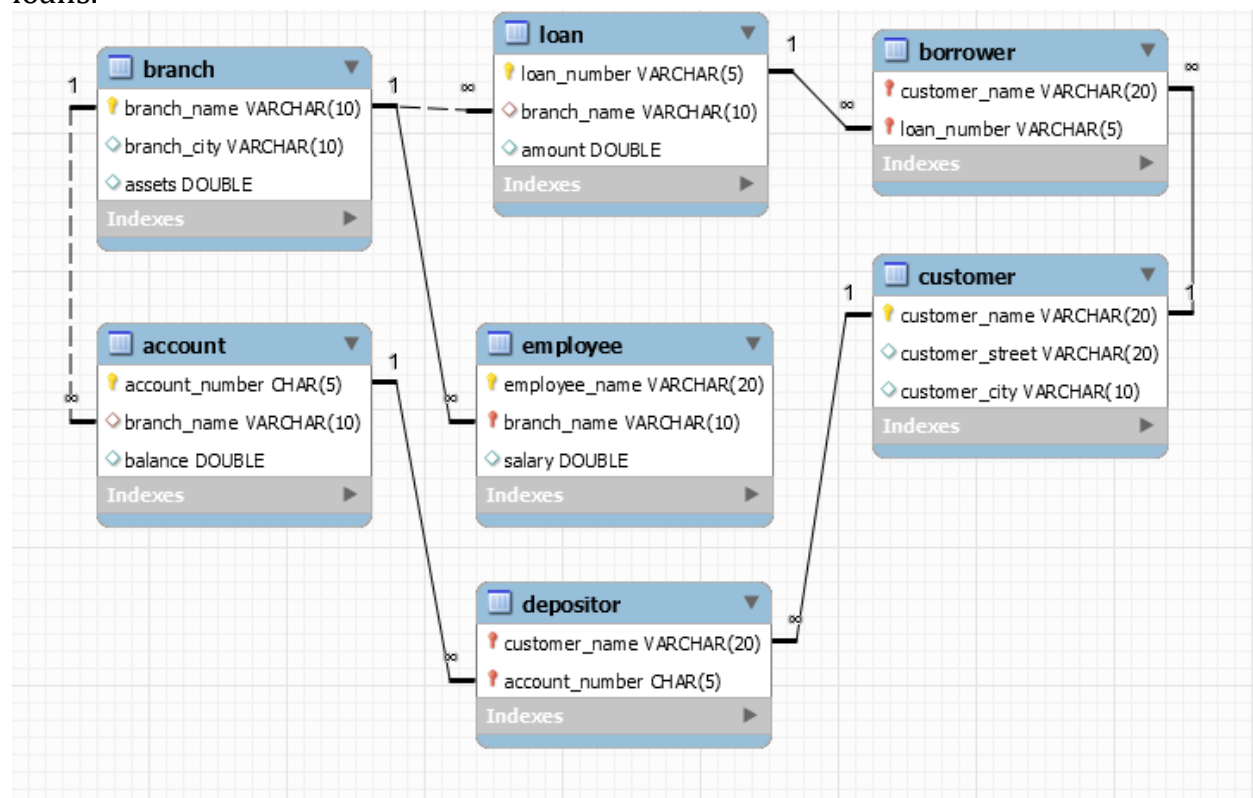 loans.
loan
loan_number VARCHAR(5)
branch_name VARCHAR(10)
amount DOUBLE
Indexes
branch
branch_name VARCHAR(10)
branch_city VARCHAR(10)
assets DOUBLE
Indexes
borrower
customer_name VARCHAR(20)
loan_number VARCHAR(5)
Indexes
1
1
∞
1
∞
∞
customer
customer_name VARCHAR(20)
customer_street VARCHAR(20)
customer_city VARCHAR(10)
Indexes
1
1
account
account_number CHAR(5)
branch_name VARCHAR(10)
balance DOUBLE
Indexes
∞
1
employee
employee_name VARCHAR(20)
branch_name VARCHAR(10)
salary DOUBLE
Indexes
∞
depositor
customer_name VARCHAR(20)
account_number CHAR(5)
Indexes
∞
∞